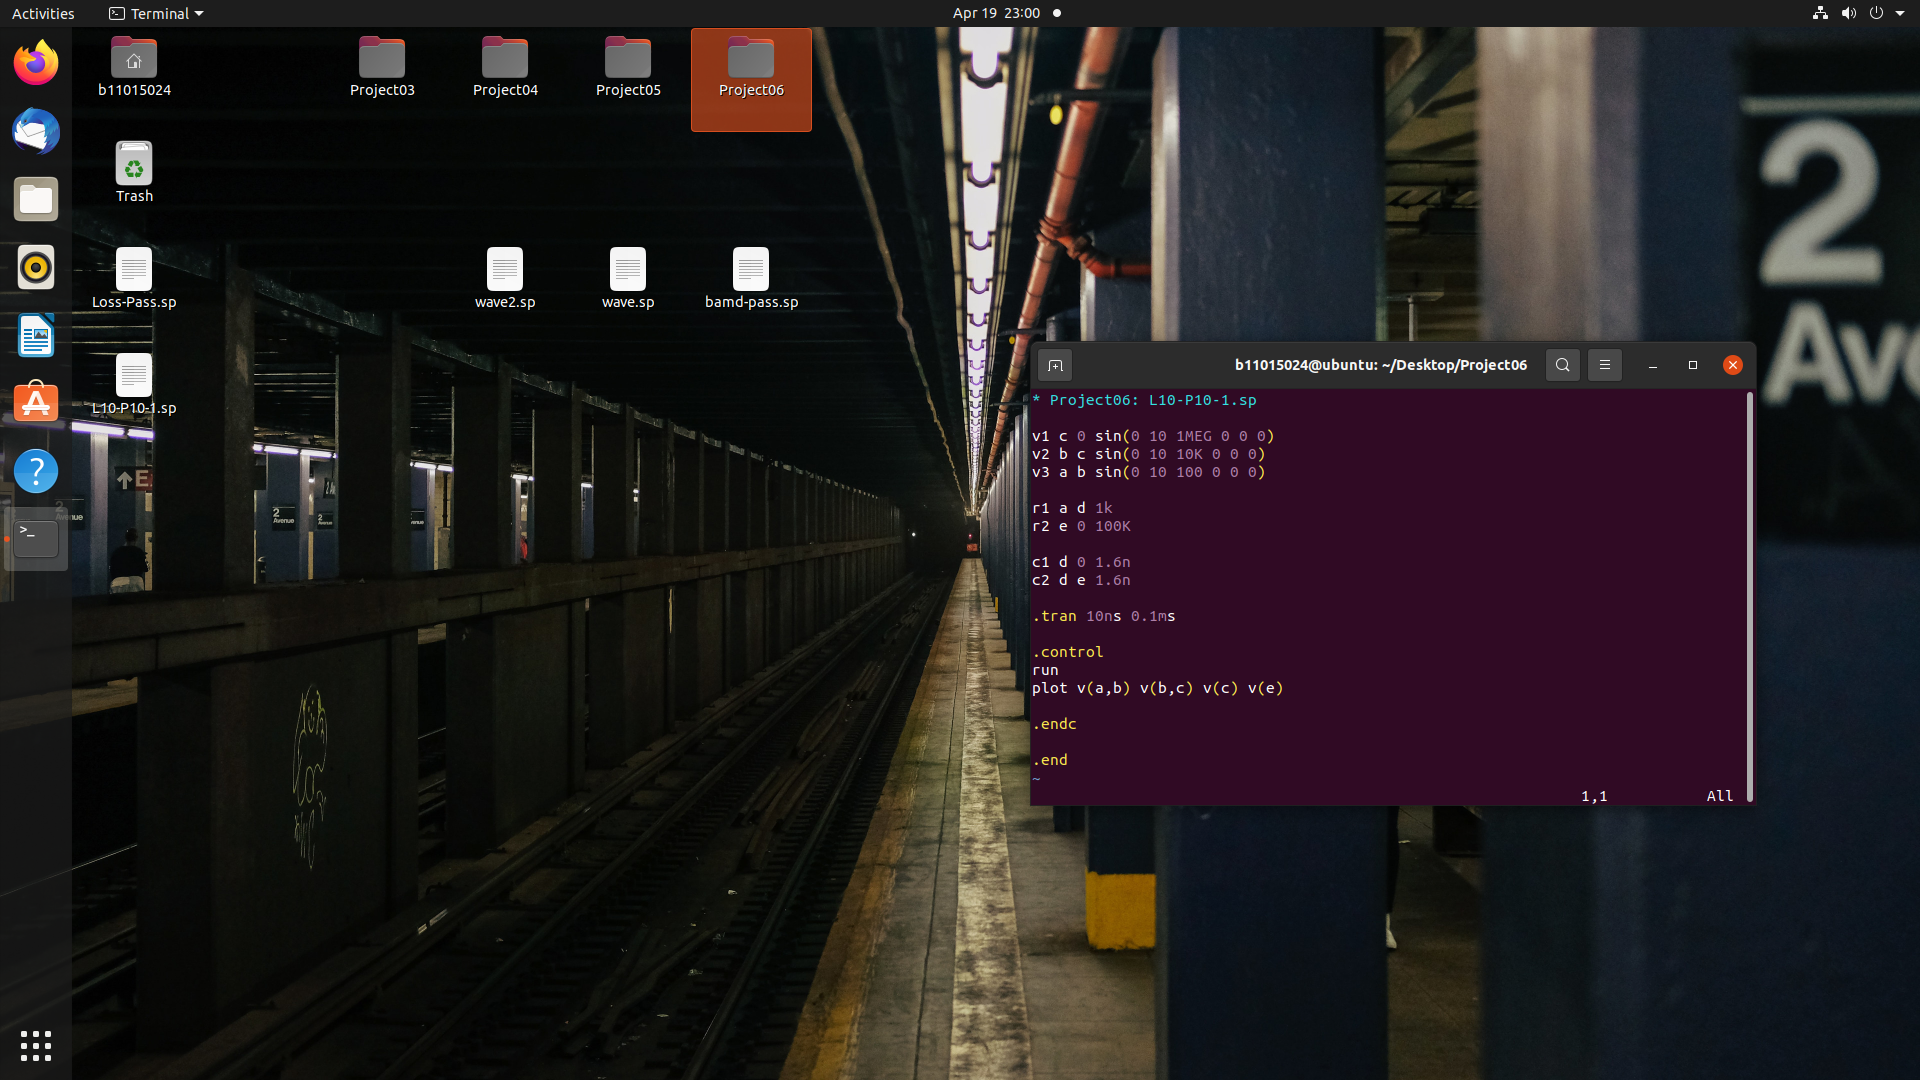 Activities
Terminal
Apr 19 23:00
b11015024
Project03
Project04
Project05
Project06
Trash
Loss-Pass.sp
wave2.sp
wave.sp
bamd-pass.sp
L10-P10-1.sp
2
Ave
2
Avenue
b11015024@ubuntu: ~/Desktop/Project06
* Project06: L10-P10-1.sp
v1 c 0 sin(0 10 1MEG 0 0 0)
v2 b c sin(0 10 10K 0 0 0)
v3 a b sin(0 10 100 0 0 0)
r1 a d 1k
r2 e 0 100K
c1 d 0 1.6n
c2 d e 1.6n
.tran 10ns 0.1ms
.control
run
plot v(a,b) v(b,c) v(c) v(e)
.endc
.end
~
1,1 All